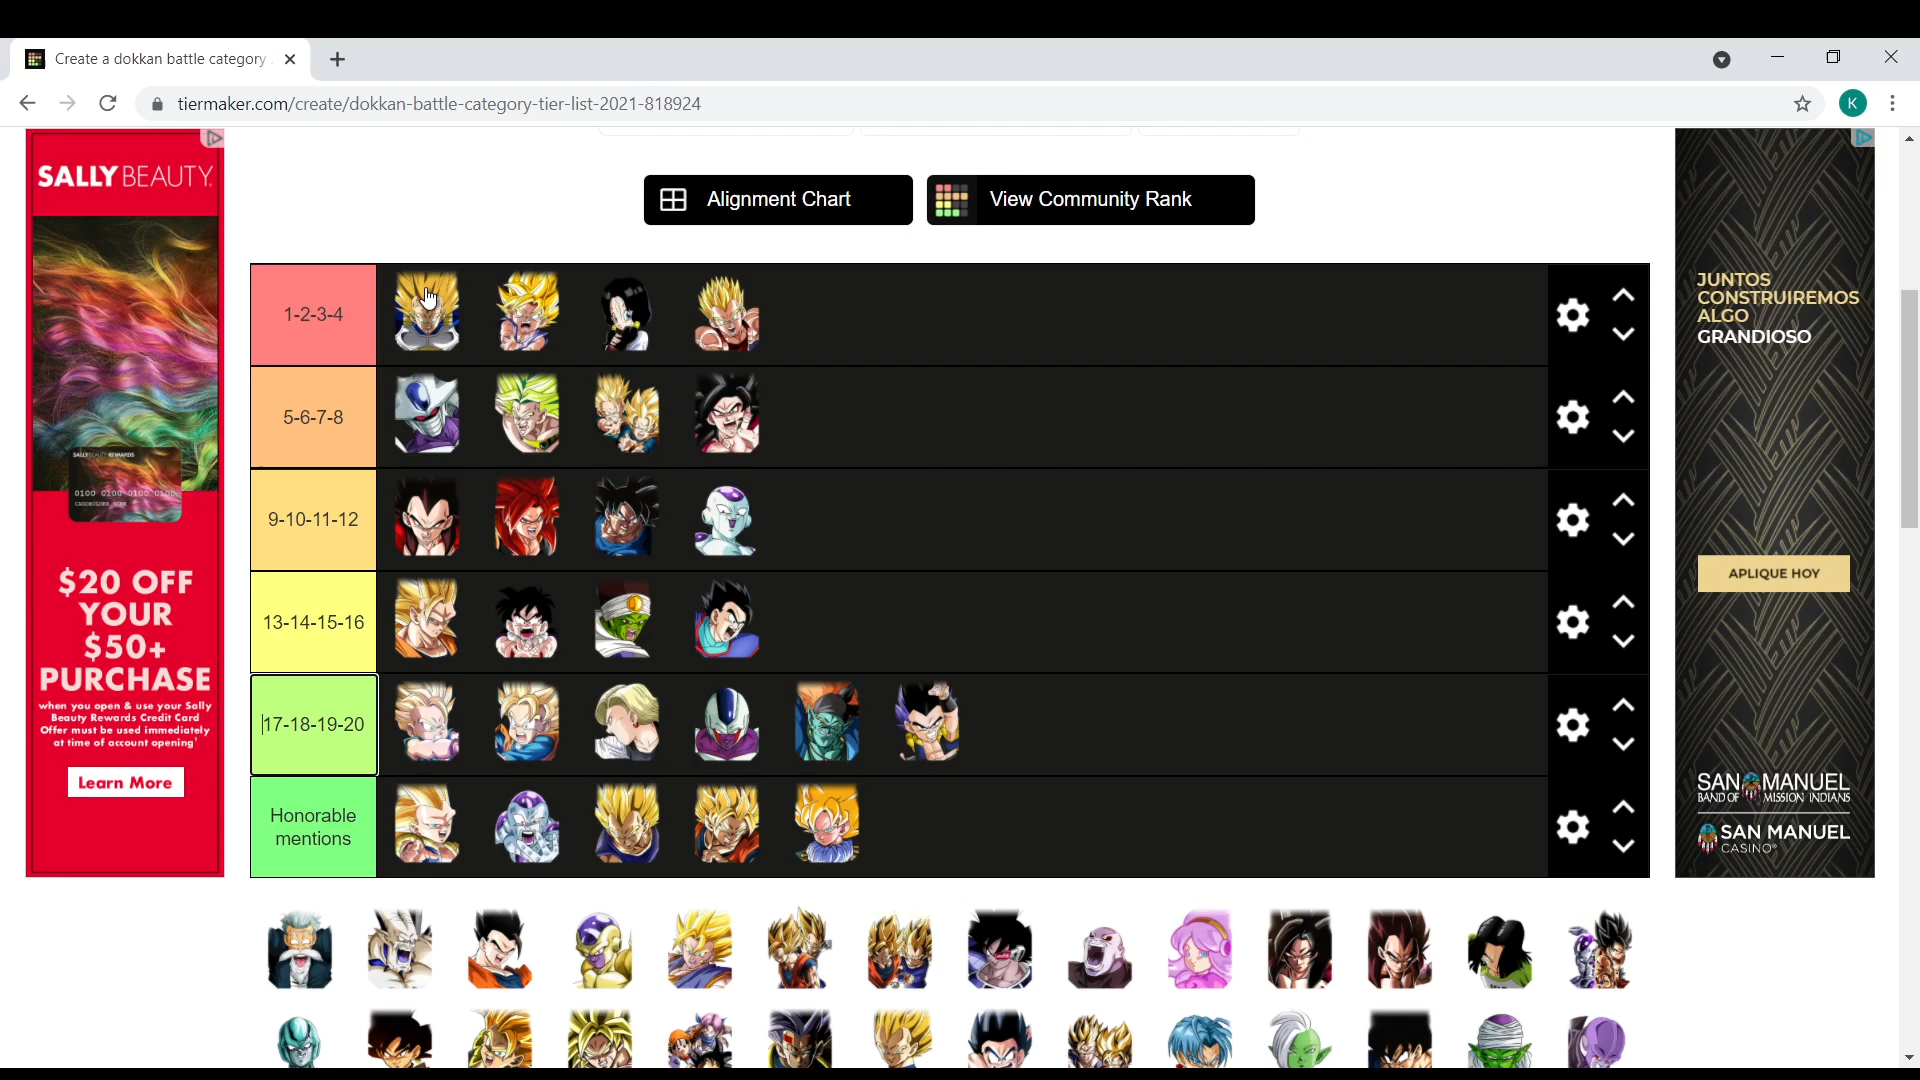 Create a dokkan battle category
tiermaker.com/create/dokkan-battle-category-tier-list-2021-818924
K
SALLY BEAUTY
SALLY BEAUTY REWARDS
$20 OFF
YOUR
$50+
PURCHASE
when you open & use your Sally
Beauty Rewards Credit Card
Offer must be used immediately
at time of account opening*
Learn More
Alignment Chart
View Community Rank
1-2-3-4
5-6-7-8
9-10-11-12
13-14-15-16
17-18-19-20
Honorable
mentions
JUNTOS
CONSTRUIREMOS
ALGO
GRANDIOSO
APLIQUE HOY
SAN MANUEL
BAND OF MISSION INDIANS
SAN MANUEL
CASINO